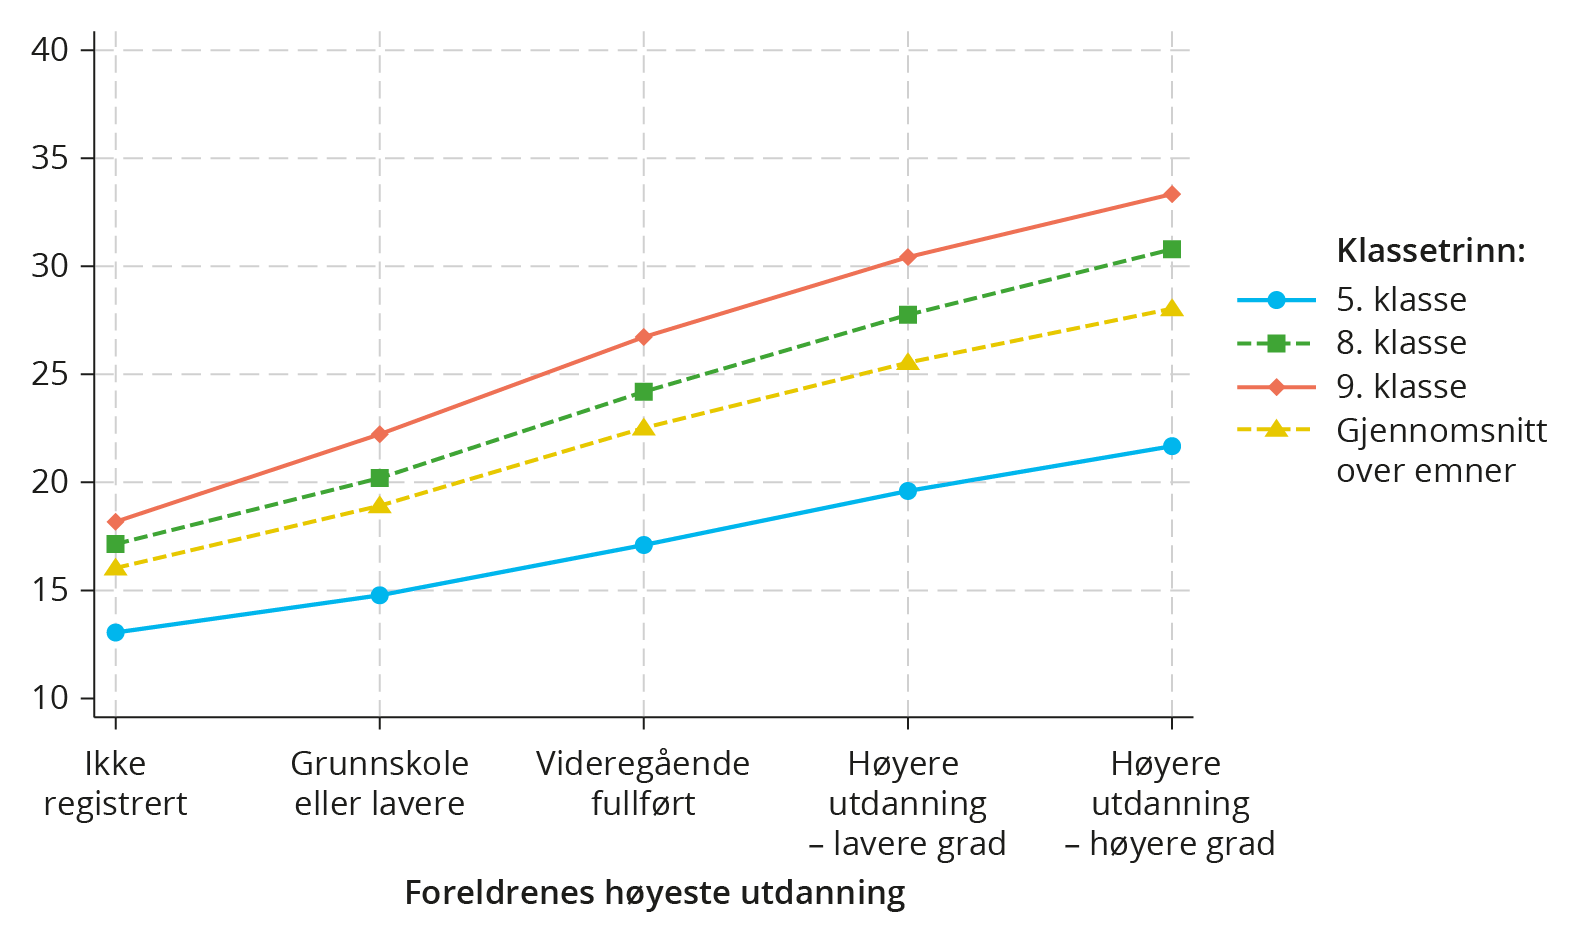 40
35
30
25
20
15
10
Ikke
registrert
Grunnskole
eller lavere
Videregående
fullført
Høyere
utdanning
– lavere grad
Høyere
utdanning
– høyere grad
Foreldrenes høyeste utdanning
Klassetrinn:
5. klasse
8. klasse
9. klasse
Gjennomsnitt
over emner